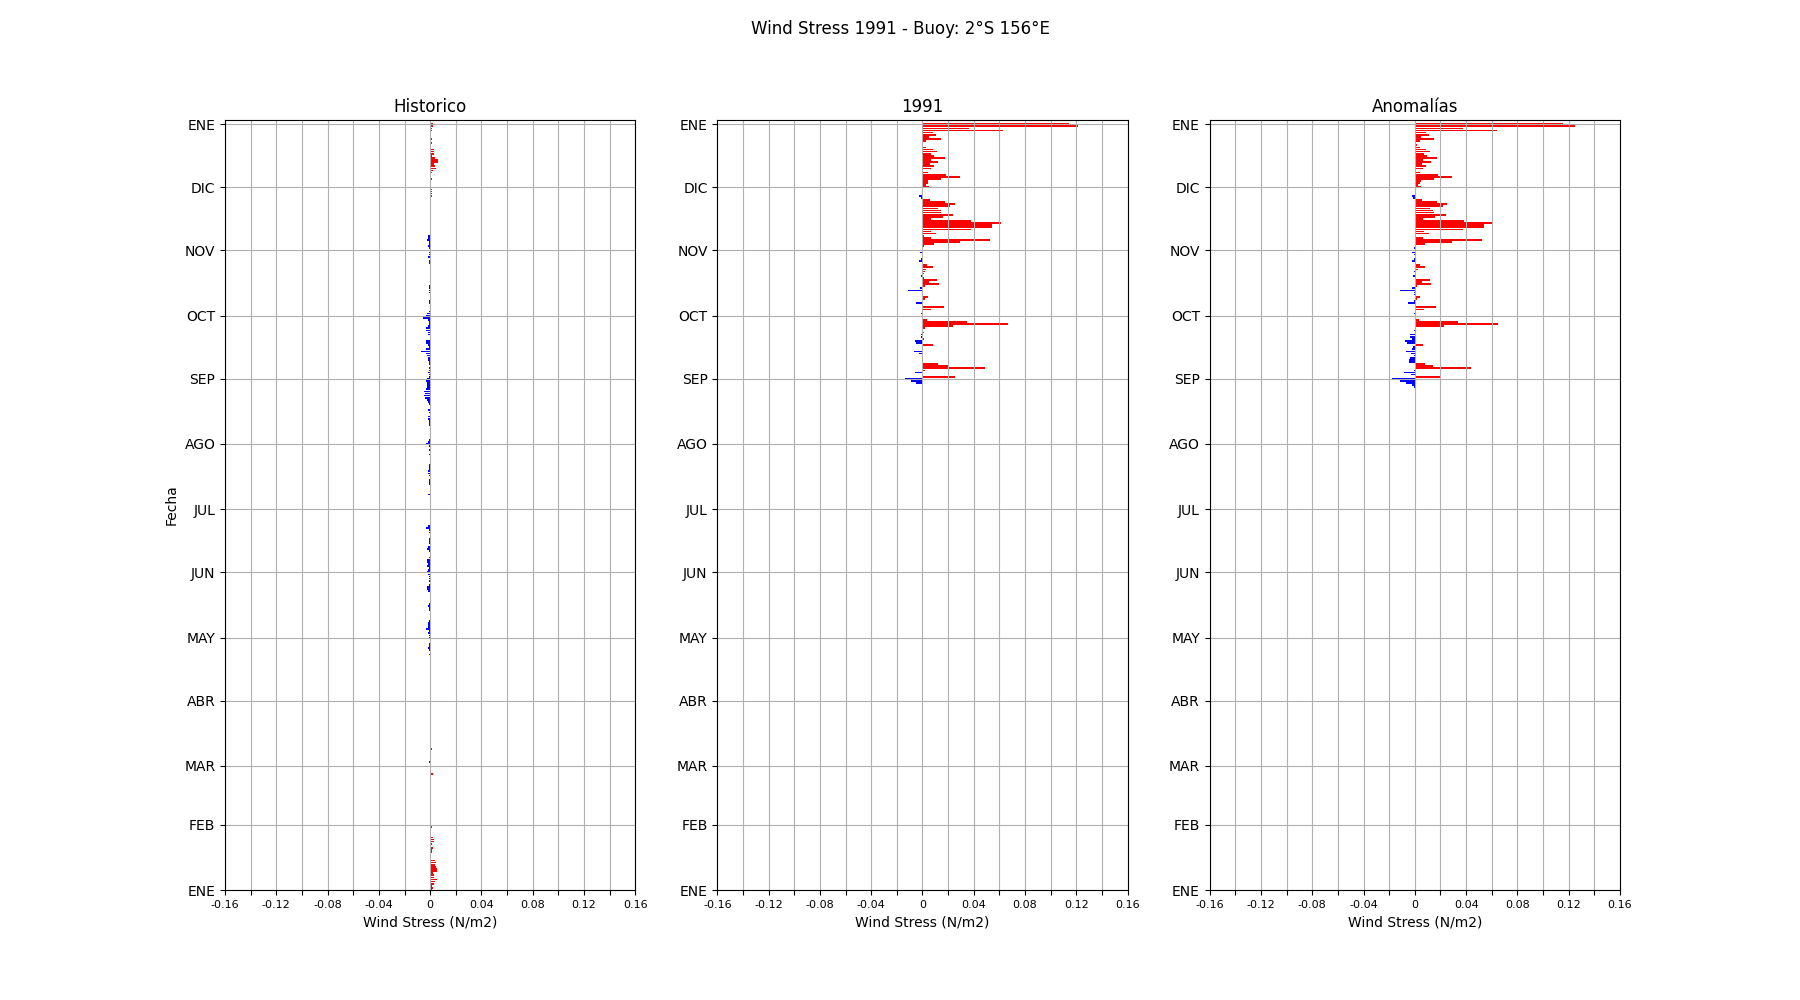 Wind Stress 1991 - Buoy: 2°S 156°E
Historico
ENE
DIC
NOV
OCT
SEP
AGO
JUL
JUN
MAY
ABR
MAR
FEB
ENE
Fecha
-0.16 -0.12 -0.08 -0.04 0 0.04 0.08 0.12 0.16
Wind Stress (N/m2)
1991
ENE
DIC
NOV
OCT
SEP
AGO
JUL
JUN
MAY
ABR
MAR
FEB
ENE
-0.16 -0.12 -0.08 -0.04 0 0.04 0.08 0.12 0.16
Wind Stress (N/m2)
Anomalías
ENE
DIC
NOV
OCT
SEP
AGO
JUL
JUN
MAY
ABR
MAR
FEB
ENE
-0.16 -0.12 -0.08 -0.04 0 0.04 0.08 0.12 0.16
Wind Stress (N/m2)